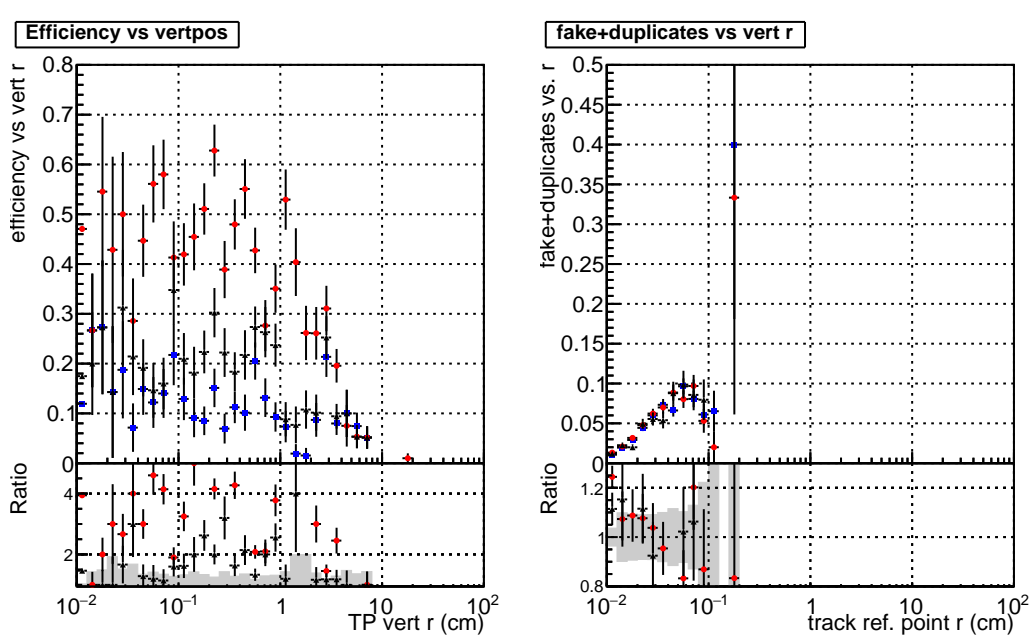 Efficiency vs vertpos
efficiency vs vert r
0.8
0.7
0.6
0.5
0.4
0.3
0.2
0.1
0
Ratio
4
2
10⁻² 10⁻¹ 1 10 10²
TP vert r (cm)
fake+duplicates vs vert r
fake+duplicates vs. r
0.5
0.45
0.4
0.35
0.3
0.25
0.2
0.15
0.1
0.05
0
Ratio
1.2
1
0.8
10⁻² 10⁻¹ 1 10 10²
track ref. point r (cm)